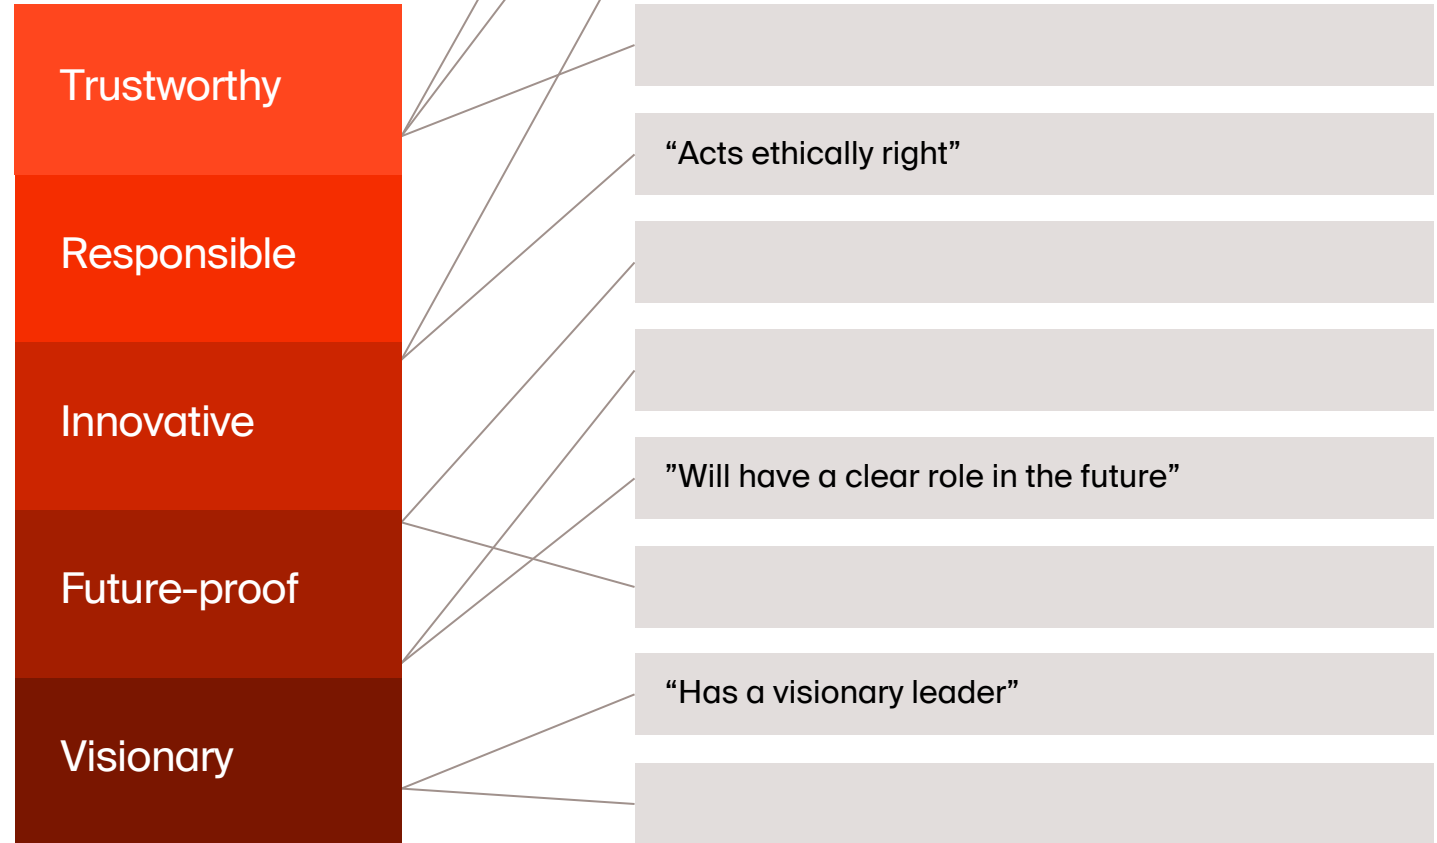 Trustworthy
Responsible
Innovative
Future-proof
Visionary
“Acts ethically right”
”Will have a clear role in the future”
“Has a visionary leader”